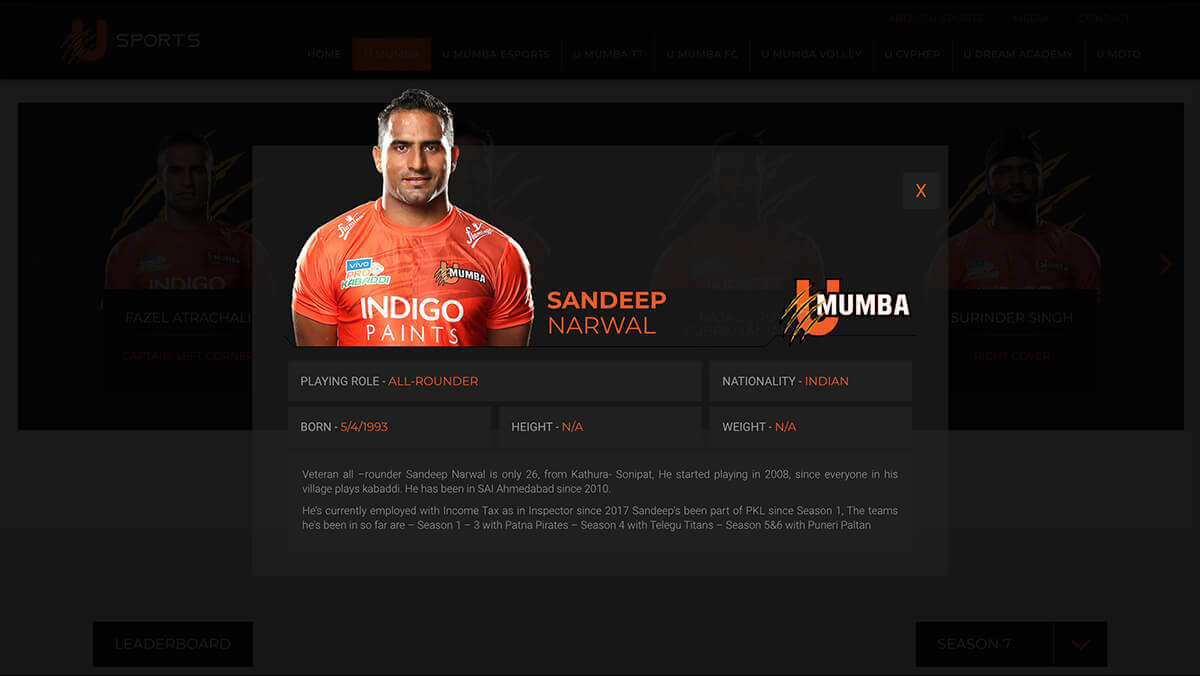 ABOUT U SPORTS MEDIA CONTACT
U SPORTS
HOME U MUMBA U MUMBA ESPORTS U MUMBA TT U MUMBA FC U MUMBA VOLLEY U CYPHER U DREAM ACADEMY U MOTO
X
vivo
PRO
KABADDI
U MUMBA
INDIGO
PAINTS
INDIGO
SANDEEP
NARWAL
U MUMBA
FAZEL ATRACHALI
SURINDER SINGH
CAPTAIN LEFT CORNER
RIGHT COVER
PLAYING ROLE - ALL-ROUNDER
NATIONALITY - INDIAN
BORN - 5/4/1993
HEIGHT - N/A
WEIGHT - N/A
Veteran all –rounder Sandeep Narwal is only 26, from Kathura- Sonipat, He started playing in 2008, since everyone in his
village plays kabaddi. He has been in SAI Ahmedabad since 2010.
He's currently employed with Income Tax as in Inspector since 2017 Sandeep's been part of PKL since Season 1, The teams
he's been in so far are – Season 1 – 3 with Patna Pirates – Season 4 with Telegu Titans – Season 5&6 with Puneri Paltan
LEADERBOARD
SEASON 7